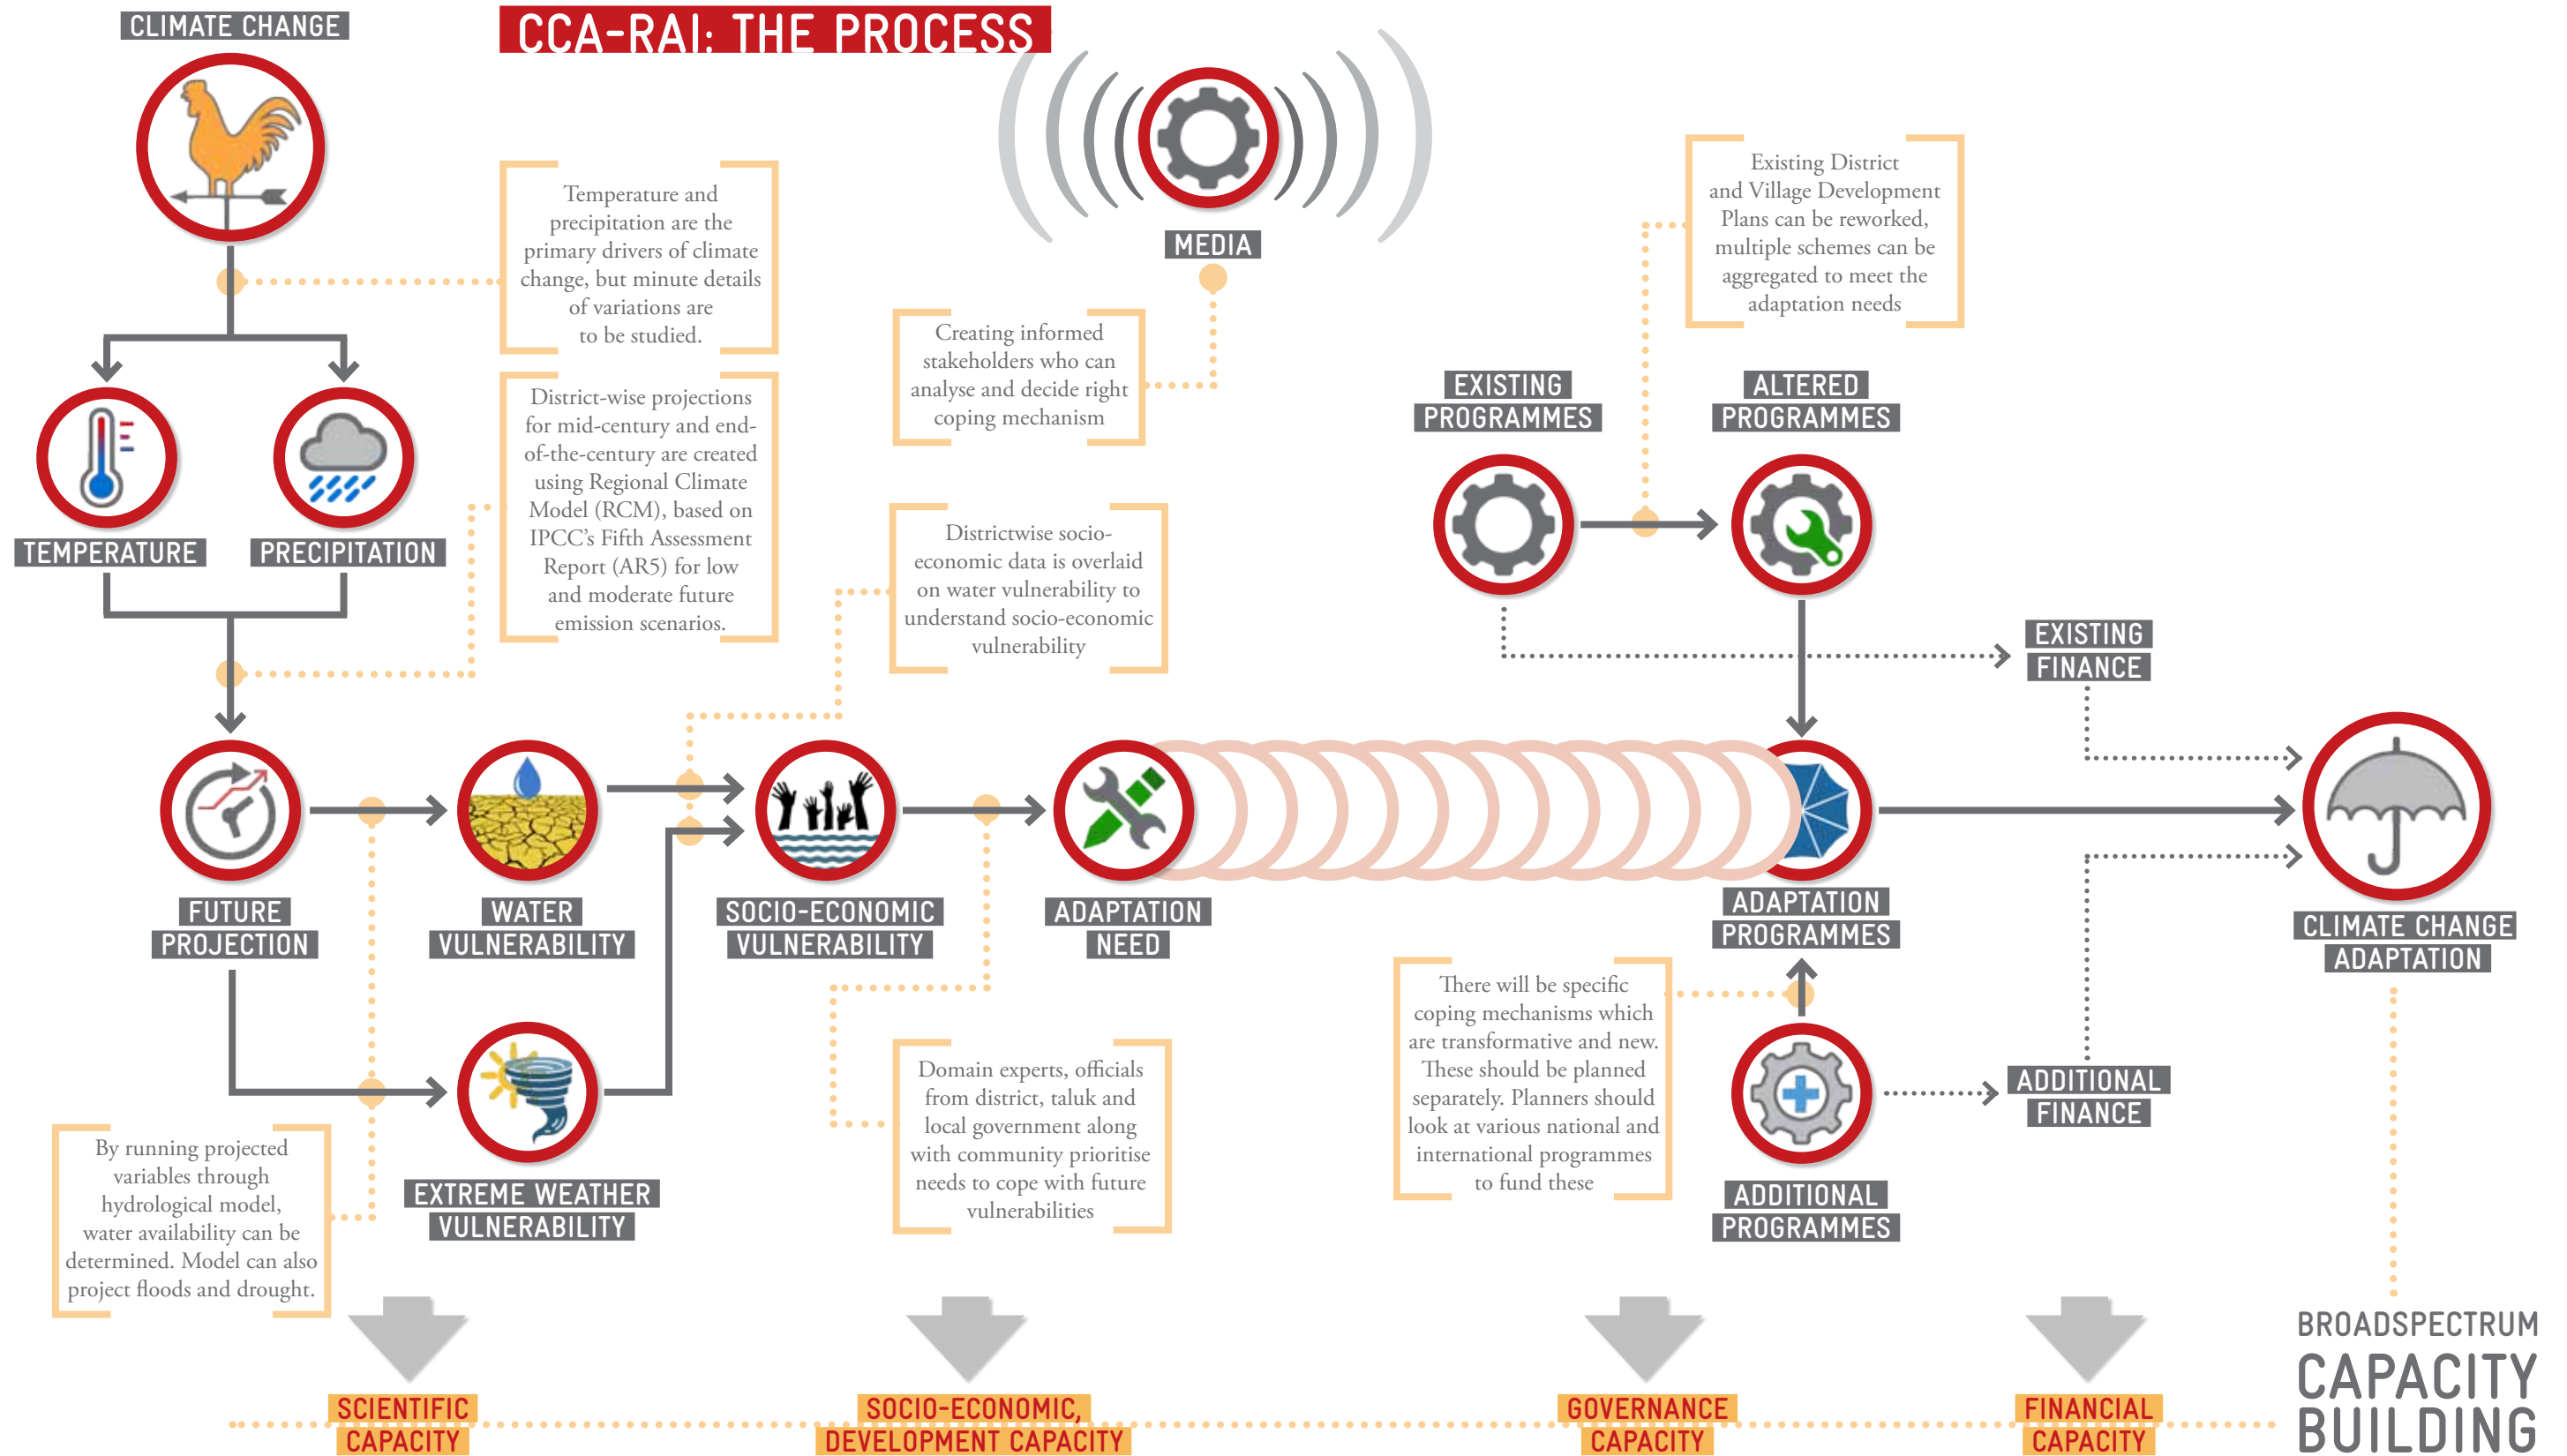 CCA-RAI: THE PROCESS
CLIMATE CHANGE
Temperature and
precipitation are the
primary drivers of climate
change, but minute details
of variations are
to be studied.
TEMPERATURE
PRECIPITATION
District-wise projections
for mid-century and end-
of-the-century are created
using Regional Climate
Model (RCM), based on
IPCC's Fifth Assessment
Report (AR5) for low
and moderate future
emission scenarios.
MEDIA
Creating informed
stakeholders who can
analyse and decide right
coping mechanism
Districtwise socio-
economic data is overlaid
on water vulnerability to
understand socio-economic
vulnerability
Existing District
and Village Development
Plans can be reworked,
multiple schemes can be
aggregated to meet the
adaptation needs
EXISTING
PROGRAMMES
ALTERED
PROGRAMMES
EXISTING
FINANCE
FUTURE
PROJECTION
WATER
VULNERABILITY
SOCIO-ECONOMIC
VULNERABILITY
ADAPTATION
NEED
ADAPTATION
PROGRAMMES
CLIMATE CHANGE
ADAPTATION
By running projected
variables through
hydrological model,
water availability can be
determined. Model can also
project floods and drought.
EXTREME WEATHER
VULNERABILITY
Domain experts, officials
from district, taluk and
local government along
with community prioritise
needs to cope with future
vulnerabilities
There will be specific
coping mechanisms which
are transformative and new.
These should be planned
separately. Planners should
look at various national and
international programmes
to fund these
ADDITIONAL
PROGRAMMES
ADDITIONAL
FINANCE
SCIENTIFIC
CAPACITY
SOCIO-ECONOMIC,
DEVELOPMENT CAPACITY
GOVERNANCE
CAPACITY
FINANCIAL
CAPACITY
BROADSPECTRUM
CAPACITY
BUILDING